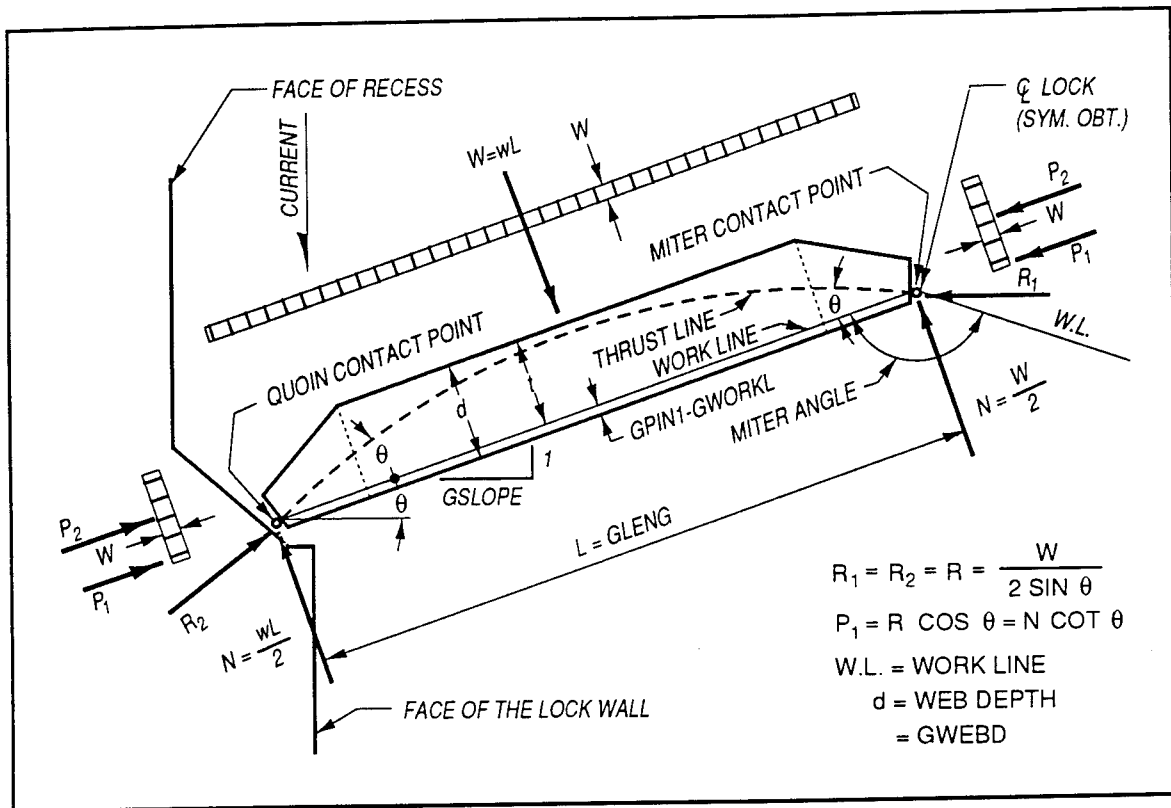 FACE OF RECESS
CURRENT
W=wL
W
℄ LOCK
(SYM. OBT.)
P2
W
P1
R1
W.L.
MITER CONTACT POINT
QUOIN CONTACT POINT
θ
THRUST LINE
WORK LINE
d
t
θ
θ
GPIN1-GWORKL
MITER ANGLE
N = W/2
1
GSLOPE
L = GLENG
P2
W
P1
R2
N = wL/2
FACE OF THE LOCK WALL
R1 = R2 = R = W / 2 SIN θ
P1 = R COS θ = N COT θ
W.L. = WORK LINE
d = WEB DEPTH
= GWEBD